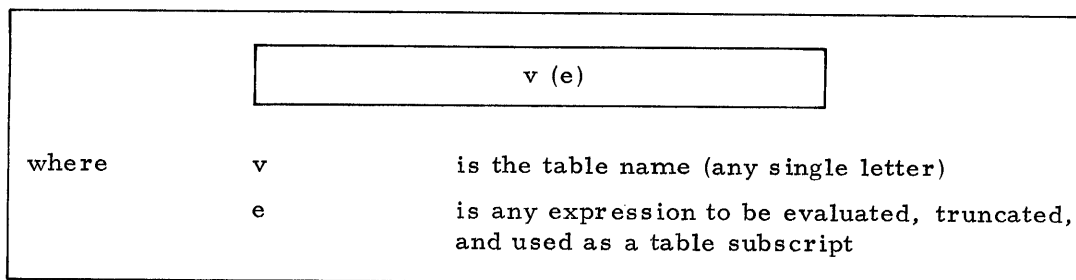 v (e)
where v is the table name (any single letter)
e is any expression to be evaluated, truncated,
and used as a table subscript